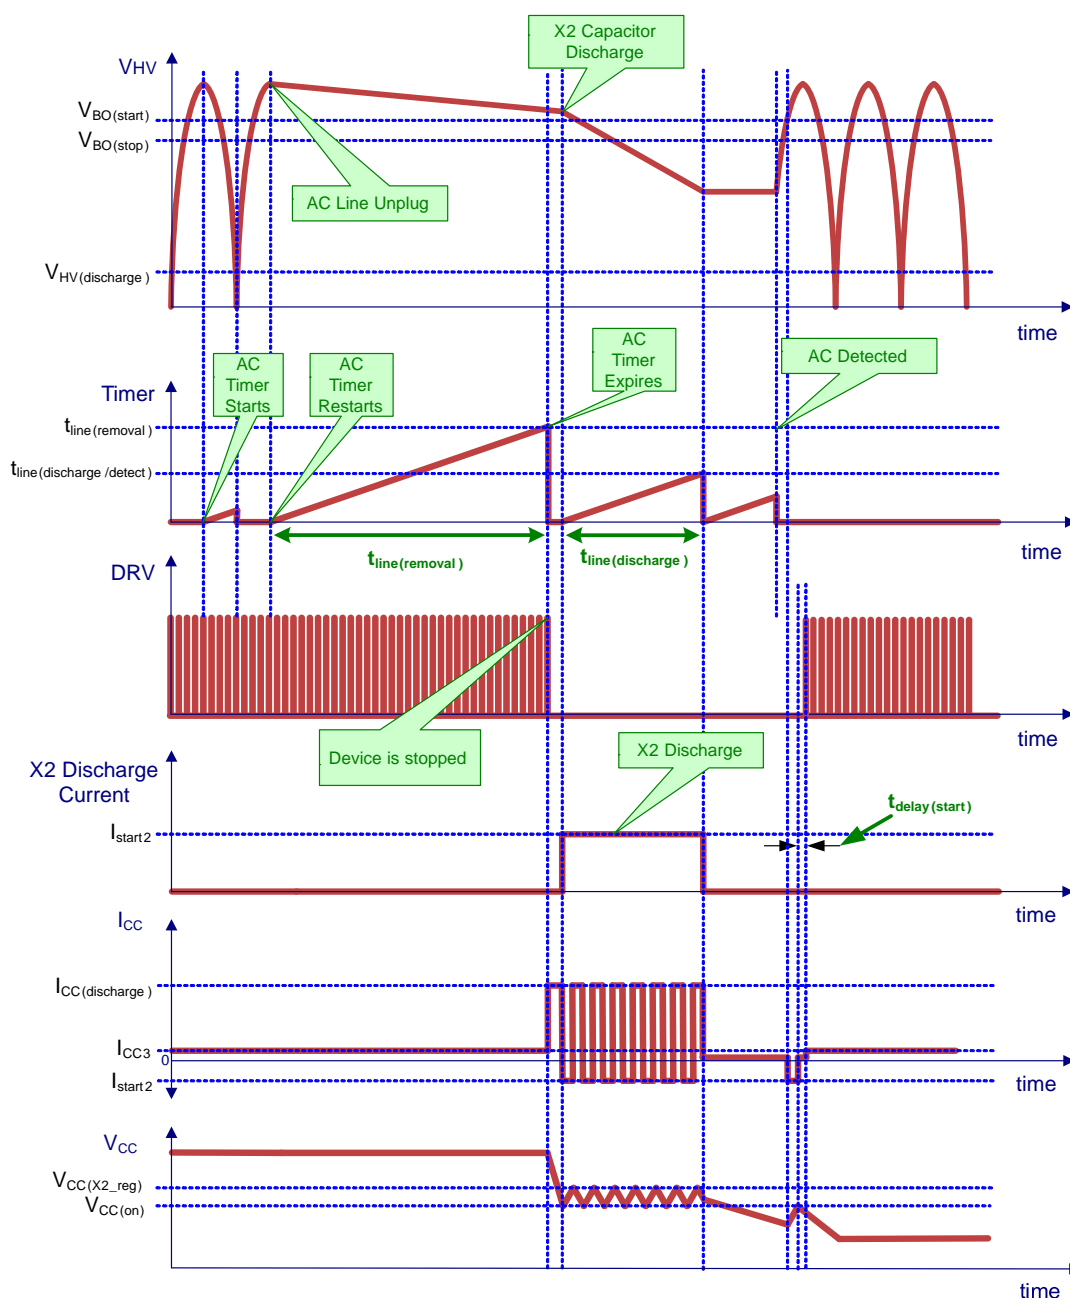 X2 Capacitor
Discharge
VHV
VBO(start)
VBO(stop)
AC Line Unplug
VHV(discharge)
time
AC
Timer
Starts
AC
Timer
Restarts
AC
Timer
Expires
AC Detected
Timer
tline(removal)
tline(discharge/detect)
time
tline(removal)
tline(discharge)
DRV
time
Device is stopped
X2 Discharge
X2 Discharge
Current
Istart2
tdelay(start)
time
ICC
ICC(discharge)
ICC3
0
Istart2
time
VCC
VCC(X2_reg)
VCC(on)
time